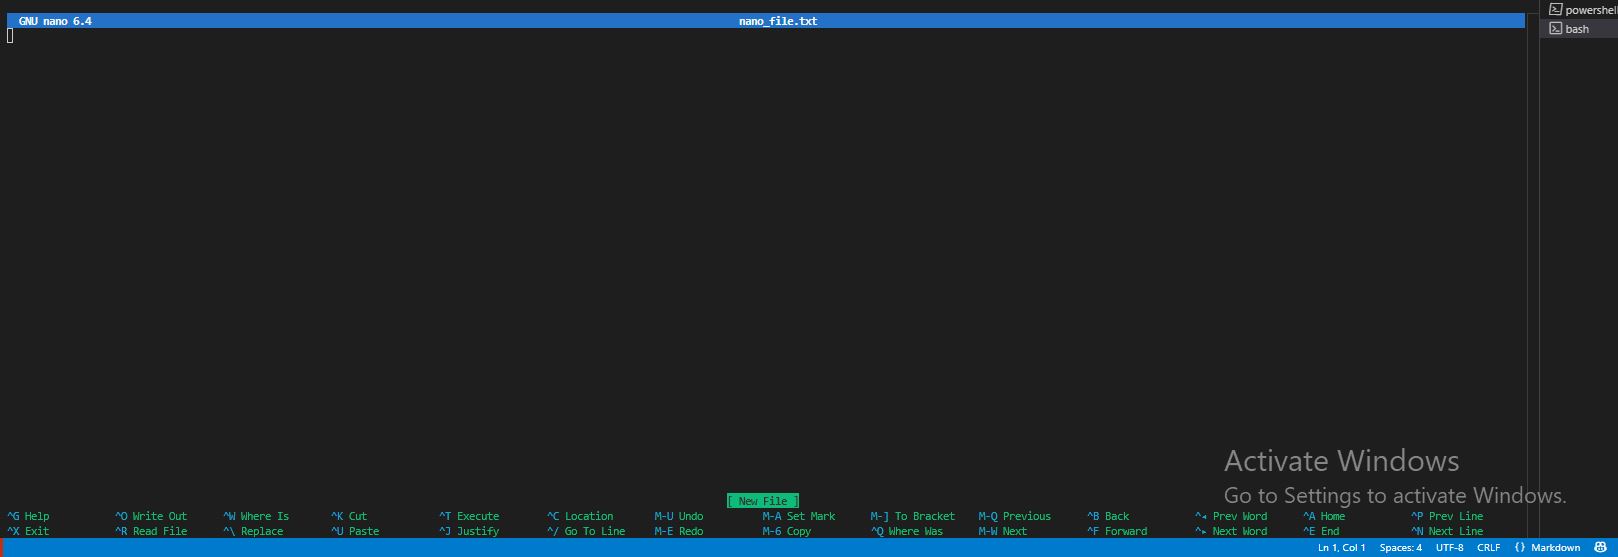 GNU nano 6.4 nano_file.txt
powershell
bash
Activate Windows
Go to Settings to activate Windows.
[ New File ]
^G Help ^O Write Out ^W Where Is ^K Cut ^T Execute ^C Location M-U Undo M-A Set Mark M-] To Bracket M-Q Previous ^B Back ^◂ Prev Word ^A Home ^P Prev Line
^X Exit ^R Read File ^\ Replace ^U Paste ^J Justify ^/ Go To Line M-E Redo M-6 Copy ^Q Where Was M-W Next ^F Forward ^▸ Next Word ^E End ^N Next Line
Ln 1, Col 1 Spaces: 4 UTF-8 CRLF {} Markdown